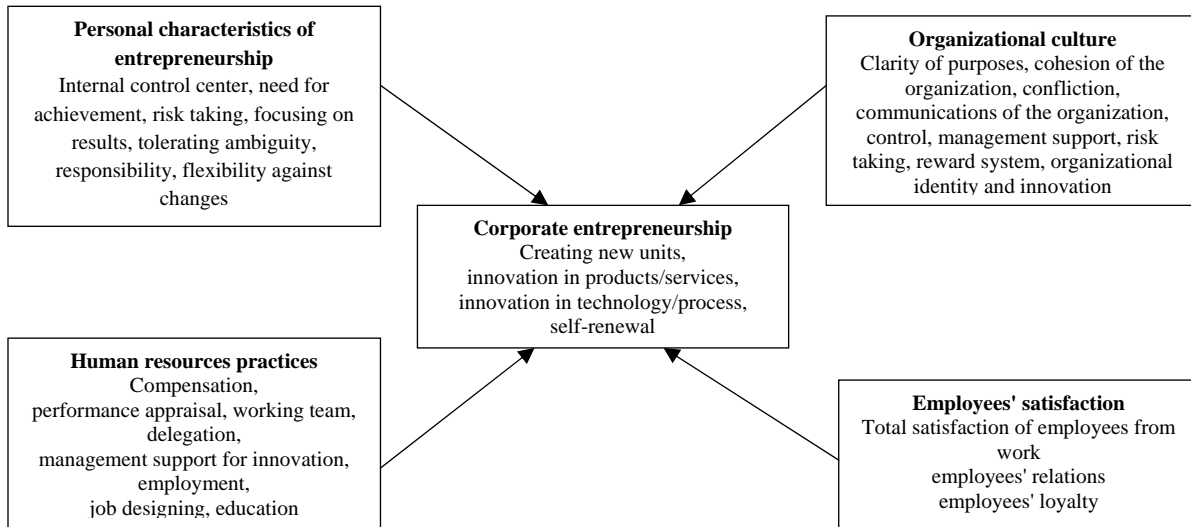 Personal characteristics of
entrepreneurship
Internal control center, need for
achievement, risk taking, focusing on
results, tolerating ambiguity,
responsibility, flexibility against
changes
Organizational culture
Clarity of purposes, cohesion of the
organization, confliction,
communications of the organization,
control, management support, risk
taking, reward system, organizational
identity and innovation
Corporate entrepreneurship
Creating new units,
innovation in products/services,
innovation in technology/process,
self-renewal
Human resources practices
Compensation,
performance appraisal, working team,
delegation,
management support for innovation,
employment,
job designing, education
Employees' satisfaction
Total satisfaction of employees from
work
employees' relations
employees' loyalty